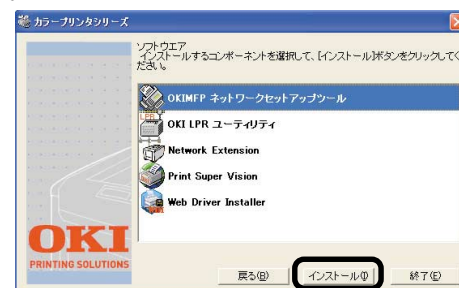 カラープリンタシリーズ
ソフトウエア
インストールするコンポーネントを選択して、[インストール]ボタンをクリックしてく
ださい。
OKIMFP ネットワークセットアップツール
LPR
OKI LPR ユーティリティ
Network Extension
Print Super Vision
Web Driver Installer
OKI
PRINTING SOLUTIONS
戻る(B)
インストール(I)
終了(E)